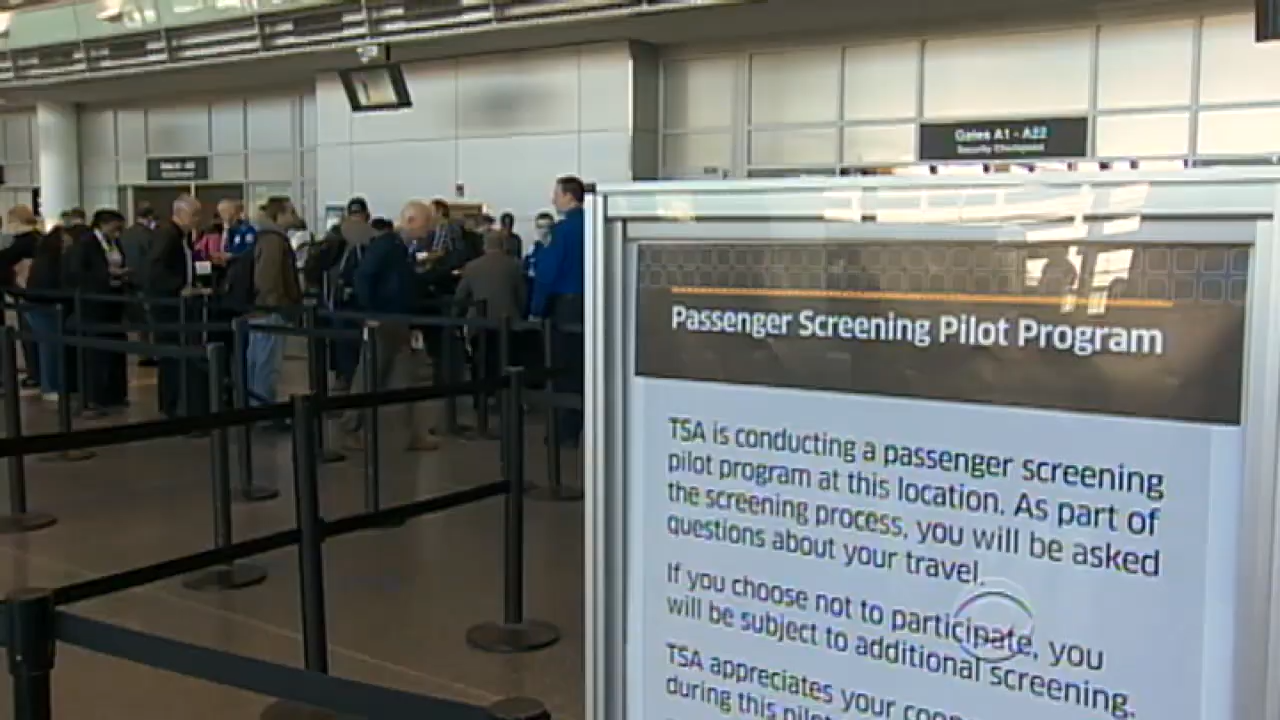 Gates A1 - A22
Security Checkpoint
Passenger Screening Pilot Program
TSA is conducting a passenger screening
pilot program at this location. As part of
the screening process, you will be asked
questions about your travel.
If you choose not to participate, you
will be subject to additional screening.
TSA appreciates your
during this